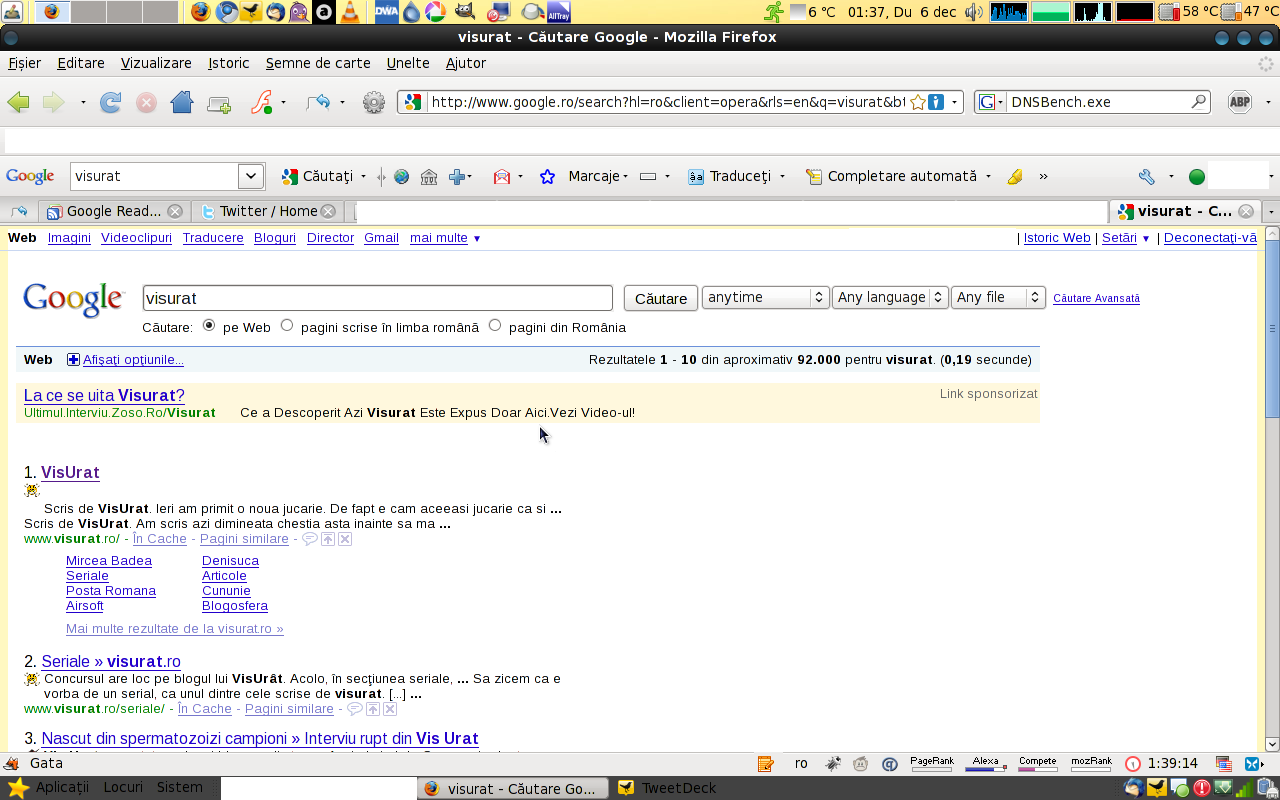 DWA
AllTray
6 °C 01:37, Du 6 dec 58 °C 47 °C
visurat - Căutare Google - Mozilla Firefox
Fișier Editare Vizualizare Istoric Semne de carte Unelte Ajutor
http://www.google.ro/search?hl=ro&client=opera&rls=en&q=visurat&bt
G DNSBench.exe ABP
Google visurat Căutaţi Marcaje Traduceţi Completare automată »
Google Read... Twitter / Home visurat - C...
Web Imagini Videoclipuri Traducere Bloguri Director Gmail mai multe ▼ | Istoric Web | Setări ▼ | Deconectaţi-vă
Google™ visurat Căutare anytime Any language Any file Căutare Avansată
Căutare: pe Web pagini scrise în limba română pagini din România
Web Afişaţi opţiunile... Rezultatele 1 - 10 din aproximativ 92.000 pentru visurat. (0,19 secunde)
La ce se uita Visurat? Link sponsorizat
Ultimul.Interviu.Zoso.Ro/Visurat Ce a Descoperit Azi Visurat Este Expus Doar Aici.Vezi Video-ul!
1. VisUrat
Scris de VisUrat. Ieri am primit o noua jucarie. De fapt e cam aceeasi jucarie ca si ...
Scris de VisUrat. Am scris azi dimineata chestia asta inainte sa ma ...
www.visurat.ro/ - În Cache - Pagini similare -
Mircea Badea Denisuca
Seriale Articole
Posta Romana Cununie
Airsoft Blogosfera
Mai multe rezultate de la visurat.ro »
2. Seriale » visurat.ro
Concursul are loc pe blogul lui VisUrât. Acolo, în secţiunea seriale, ... Sa zicem ca e
vorba de un serial, ca unul dintre cele scrise de visurat. [...] ...
www.visurat.ro/seriale/ - În Cache - Pagini similare -
3. Nascut din spermatozoizi campioni » Interviu rupt din Vis Urat
Gata ro PageRank Alexa Compete mozRank 1 1:39:14
Aplicații Locuri Sistem visurat - Căutare Go... TweetDeck